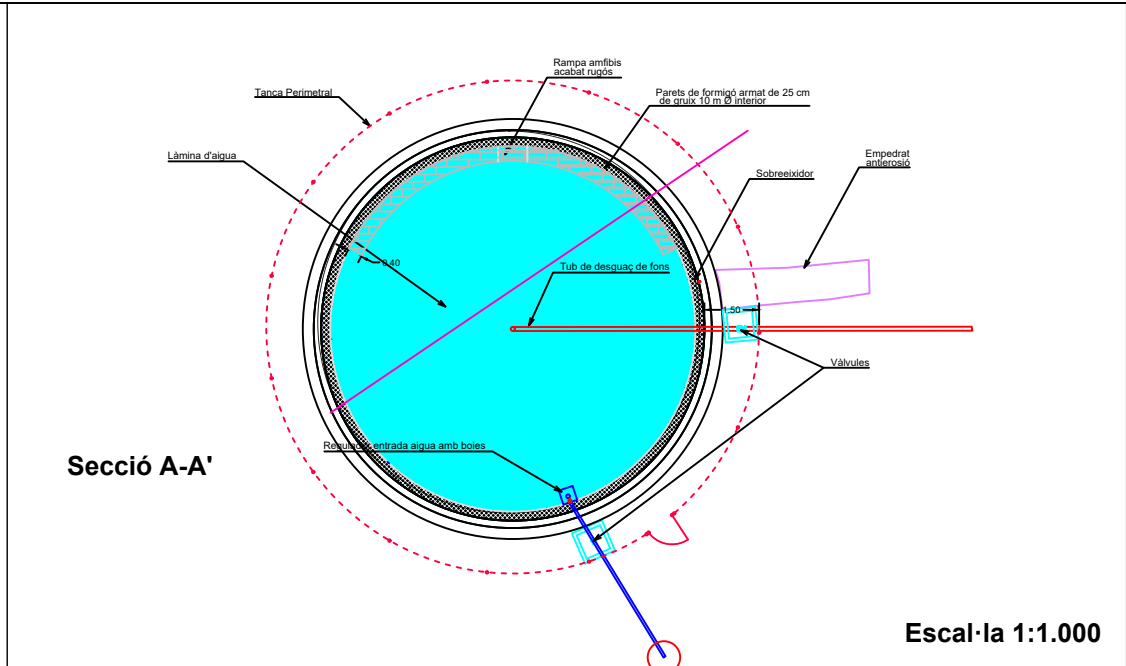 Rampa amfibis
acabat rugós
Tanca Perimetral
Parets de formigó armat de 25 cm
de gruix 10 m Ø interior
Làmina d'aigua
Empedrat
antierosió
Sobreeixidor
0.40
Tub de desguaç de fons
1.50
Vàlvules
Regulador entrada aigua amb boies
Secció A-A'
Escal·la 1:1.000